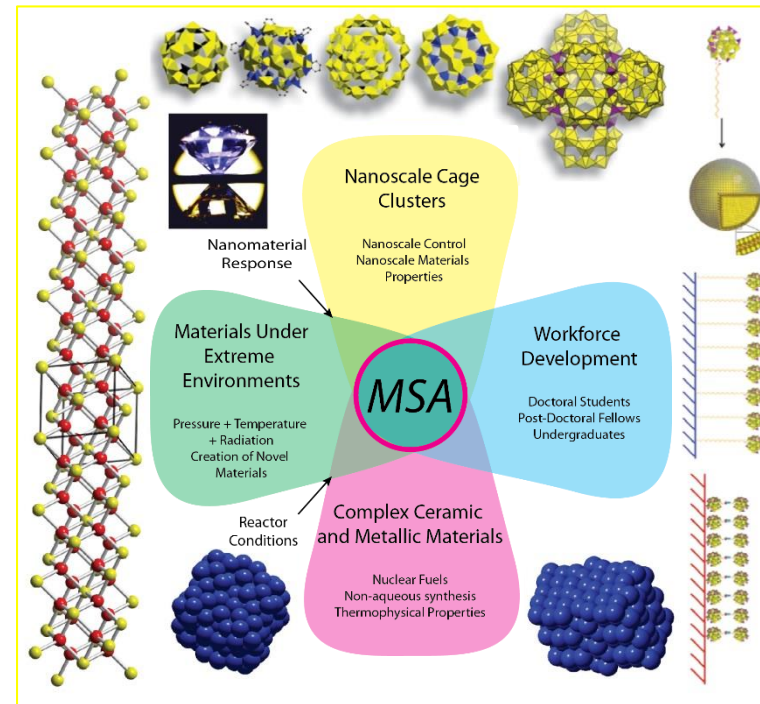 Nanoscale Cage
Clusters
Nanoscale Control
Nanoscale Materials
Properties
Nanomaterial
Response
Materials Under
Extreme
Environments
Pressure + Temperature
+ Radiation
Creation of Novel
Materials
MSA
Workforce
Development
Doctoral Students
Post-Doctoral Fellows
Undergraduates
Reactor
Conditions
Complex Ceramic
and Metallic Materials
Nuclear Fuels
Non-aqueous synthesis
Thermophysical Properties